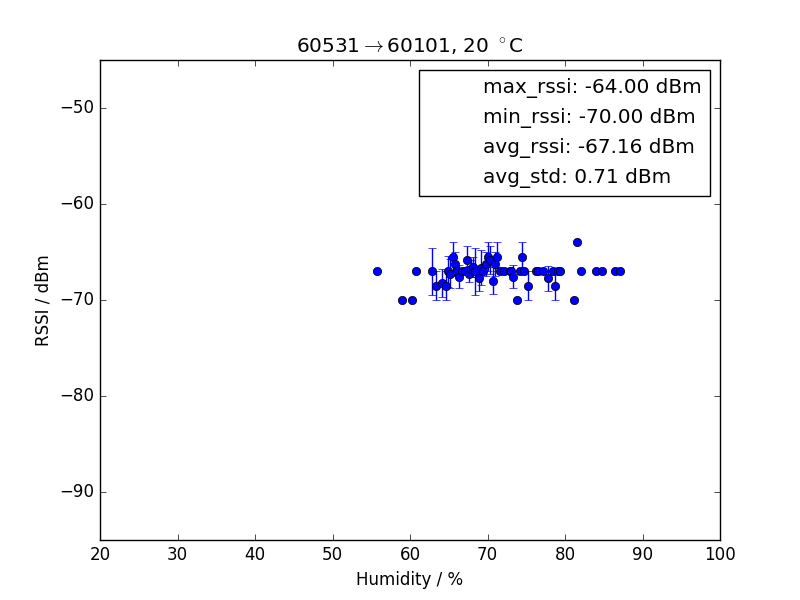 60531→60101, 20 °C
max_rssi: -64.00 dBm
min_rssi: -70.00 dBm
avg_rssi: -67.16 dBm
avg_std: 0.71 dBm
RSSI / dBm
−50
−60
−70
−80
−90
20 30 40 50 60 70 80 90 100
Humidity / %